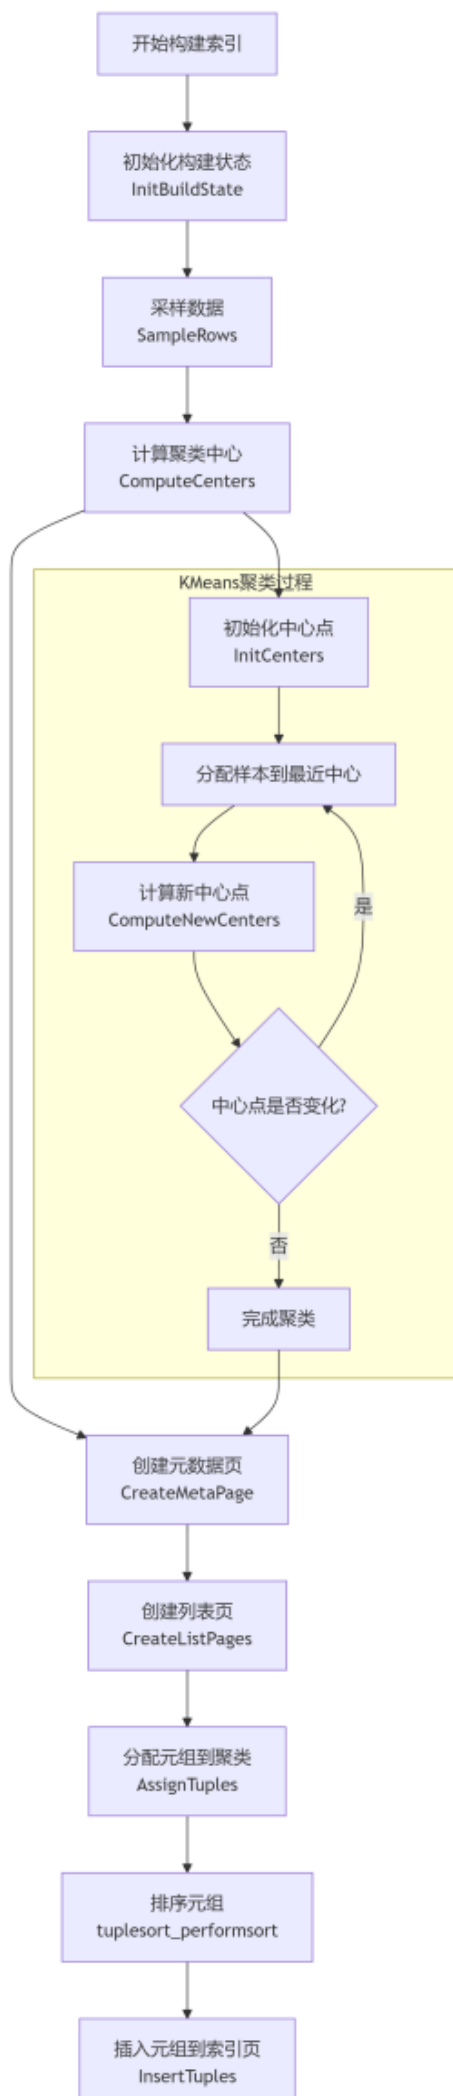 开始构建索引
初始化构建状态
InitBuildState
采样数据
SampleRows
计算聚类中心
ComputeCenters
KMeans聚类过程
初始化中心点
InitCenters
分配样本到最近中心
计算新中心点
ComputeNewCenters
是
中心点是否变化?
否
完成聚类
创建元数据页
CreateMetaPage
创建列表页
CreateListPages
分配元组到聚类
AssignTuples
排序元组
tuplesort_performsort
插入元组到索引页
InsertTuples